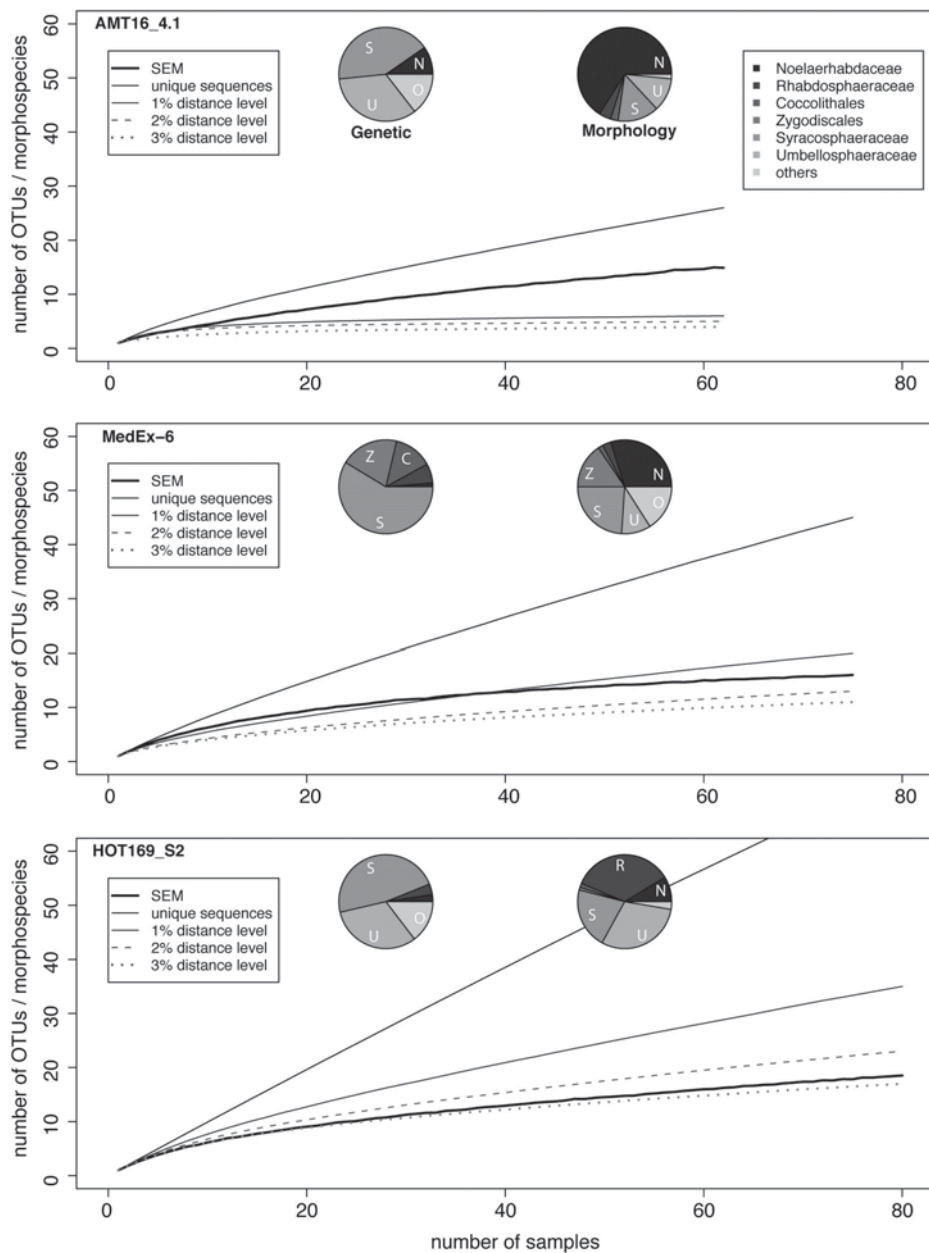 AMT16_4.1
SEM
unique sequences
1% distance level
2% distance level
3% distance level
S
N
U
O
Genetic
N
U
S
Morphology
Noelaerhabdaceae
Rhabdosphaeraceae
Coccolithales
Zygodiscales
Syracosphaeraceae
Umbellosphaeraceae
others
number of OTUs / morphospecies
60
50
40
30
20
10
0
0 20 40 60 80
MedEx-6
SEM
unique sequences
1% distance level
2% distance level
3% distance level
Z
C
S
Z
N
S
U
O
number of OTUs / morphospecies
60
50
40
30
20
10
0
0 20 40 60 80
HOT169_S2
SEM
unique sequences
1% distance level
2% distance level
3% distance level
S
U
O
R
N
S
U
number of OTUs / morphospecies
60
50
40
30
20
10
0
0 20 40 60 80
number of samples